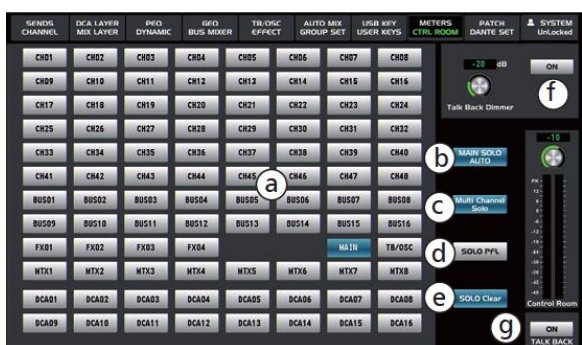 SENDS DCA LAYER PEQ GEQ TB/OSC AUTO MIX USB KEY METERS PATCH SYSTEM
CHANNEL MIX LAYER DYNAMIC BUS MIXER EFFECT GROUP SET USER KEYS CTRL ROOM DANTE SET UnLocked
CH01 CH02 CH03 CH04 CH05 CH06 CH07 CH08
CH09 CH10 CH11 CH12 CH13 CH14 CH15 CH16
CH17 CH18 CH19 CH20 CH21 CH22 CH23 CH24
CH25 CH26 CH27 CH28 CH29 CH30 CH31 CH32
CH33 CH34 CH35 CH36 CH37 CH38 CH39 CH40
CH41 CH42 CH43 CH44 CH45 CH46 CH47 CH48
a
BUS01 BUS02 BUS03 BUS04 BUS05 BUS06 BUS07 BUS08
BUS09 BUS10 BUS11 BUS12 BUS13 BUS14 BUS15 BUS16
FX01 FX02 FX03 FX04 MAIN TB/OSC
MTX1 MTX2 MTX3 MTX4 MTX5 MTX6 MTX7 MTX8
DCA01 DCA02 DCA03 DCA04 DCA05 DCA06 DCA07 DCA08
DCA09 DCA10 DCA11 DCA12 DCA13 DCA14 DCA15 DCA16
-20 dB
Talk Back Dimmer
ON
f
b
MAIN SOLO
AUTO
c
Multi Channel
Solo
d
SOLO PFL
e
SOLO Clear
-10
PK
Control Room
g
ON
TALK BACK